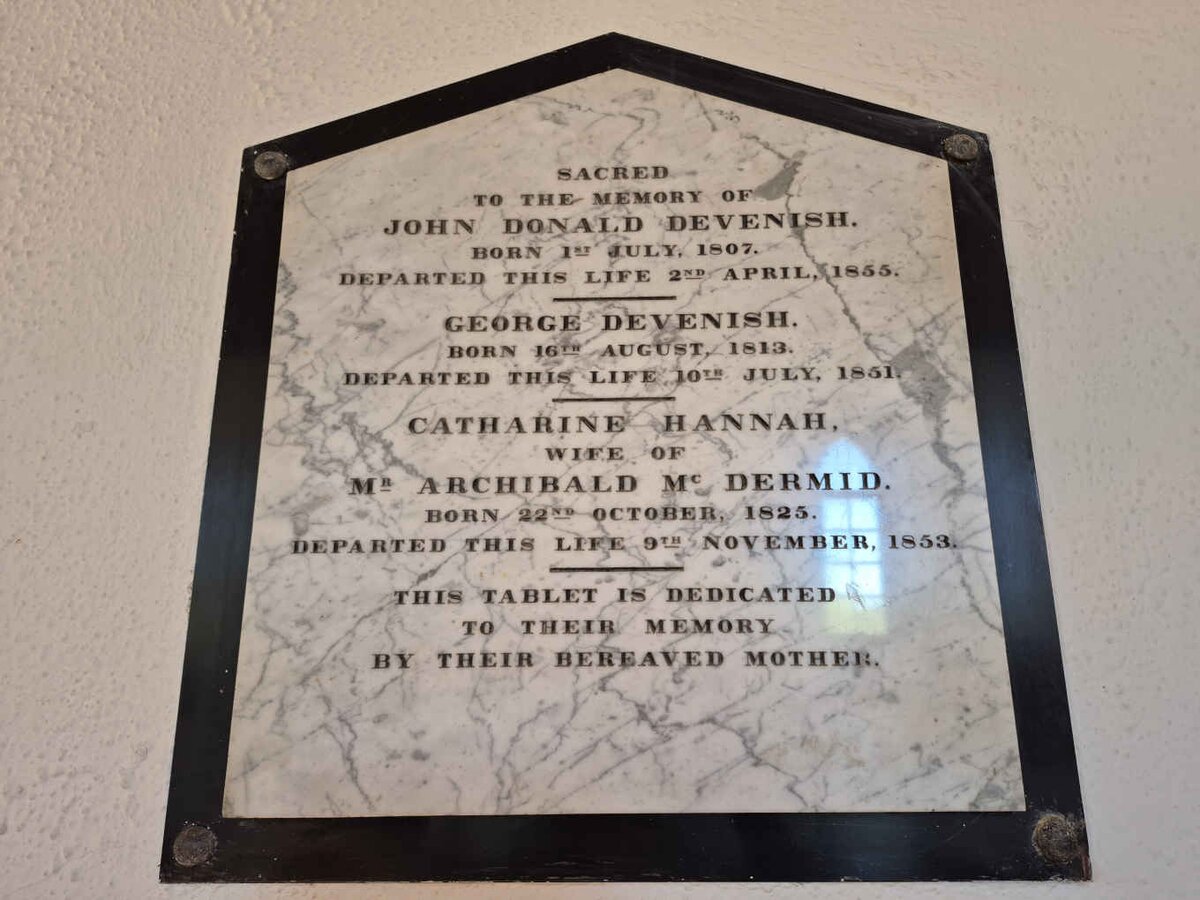 SACRED
TO THE MEMORY OF
JOHN DONALD DEVENISH.
BORN 1ST JULY, 1807.
DEPARTED THIS LIFE 2ND APRIL, 1855.
GEORGE DEVENISH.
BORN 16TH AUGUST, 1813.
DEPARTED THIS LIFE 10TH JULY, 1851.
CATHARINE HANNAH,
WIFE OF
MR ARCHIBALD Mc DERMID.
BORN 22ND OCTOBER, 1825.
DEPARTED THIS LIFE 9TH NOVEMBER, 1853.
THIS TABLET IS DEDICATED
TO THEIR MEMORY
BY THEIR BEREAVED MOTHER.